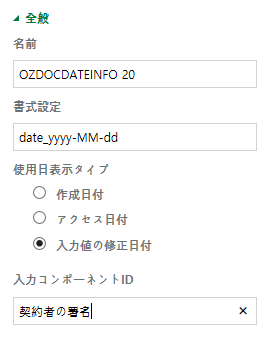 全般
名前
OZDOCDATEINFO 20
書式設定
date_yyyy-MM-dd
使用日表示タイプ
作成日付
アクセス日付
入力値の修正日付
入力コンポーネントID
契約者の署名